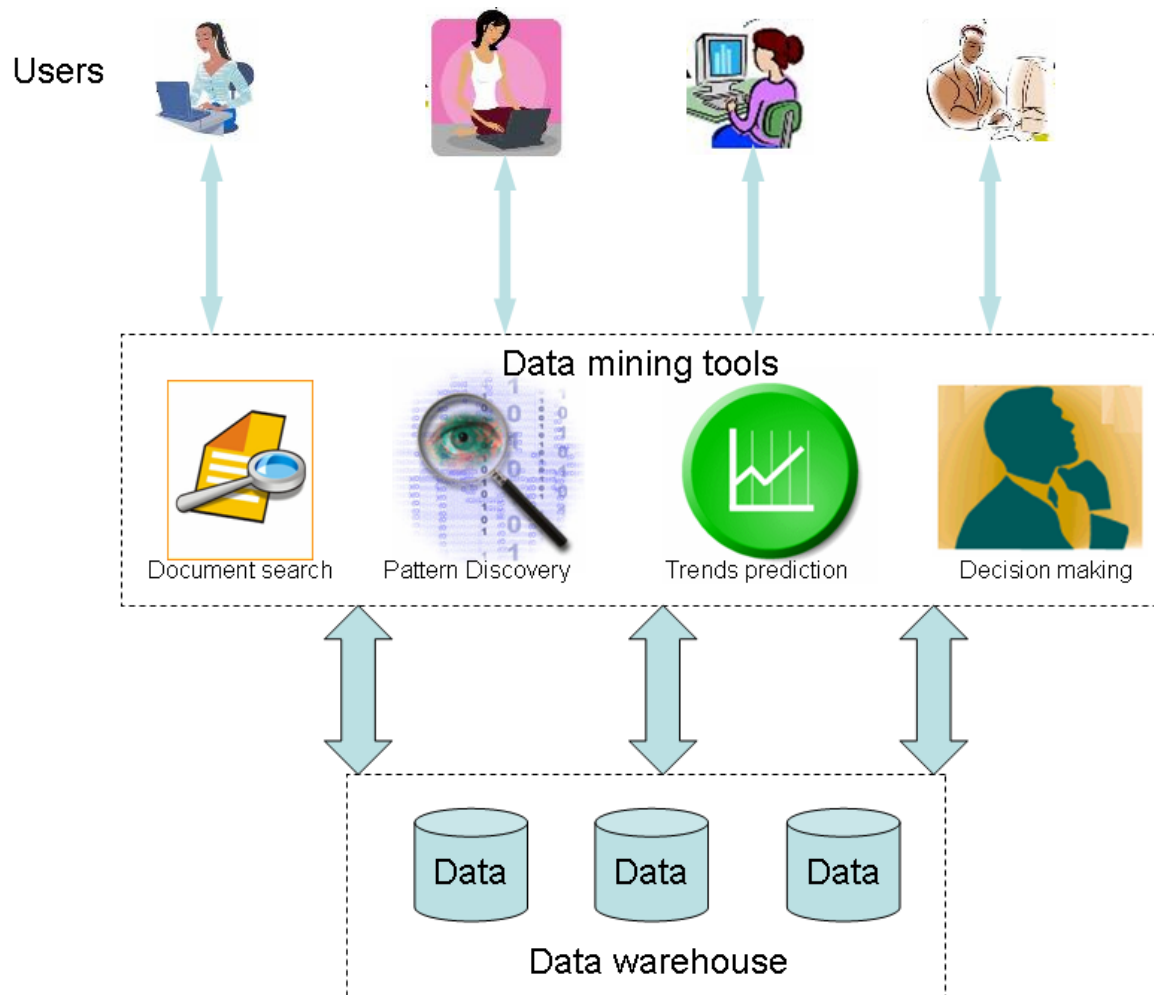 Users
Data mining tools
Document search
Pattern Discovery
Trends prediction
Decision making
Data
Data
Data
Data warehouse